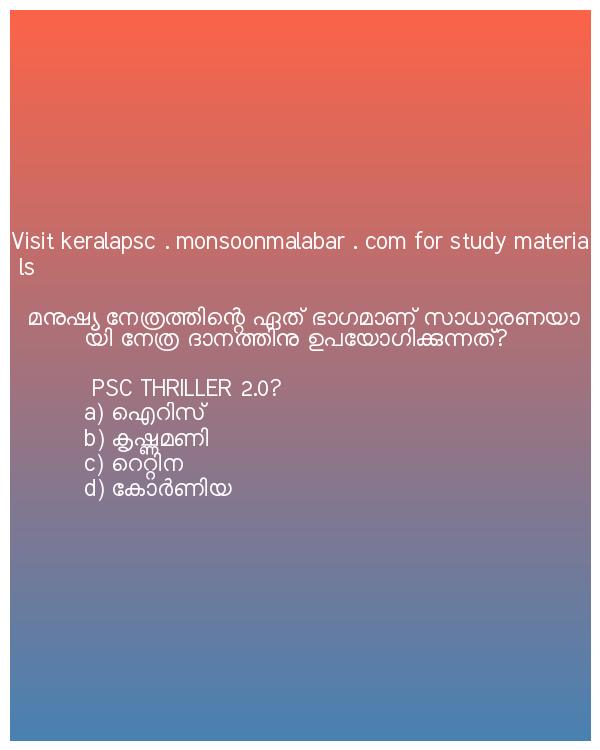 Visit keralapsc . monsoonmalabar . com for study materia
ls
മനുഷ്യ നേത്രത്തിന്റെ ഏത് ഭാഗമാണ് സാധാരണയാ
യി നേത്ര ദാനത്തിനു ഉപയോഗിക്കുന്നത്?
PSC THRILLER 2.0?
a) ഐറിസ്
b) കൃഷ്ണമണി
c) റെറ്റിന
d) കോർണിയ